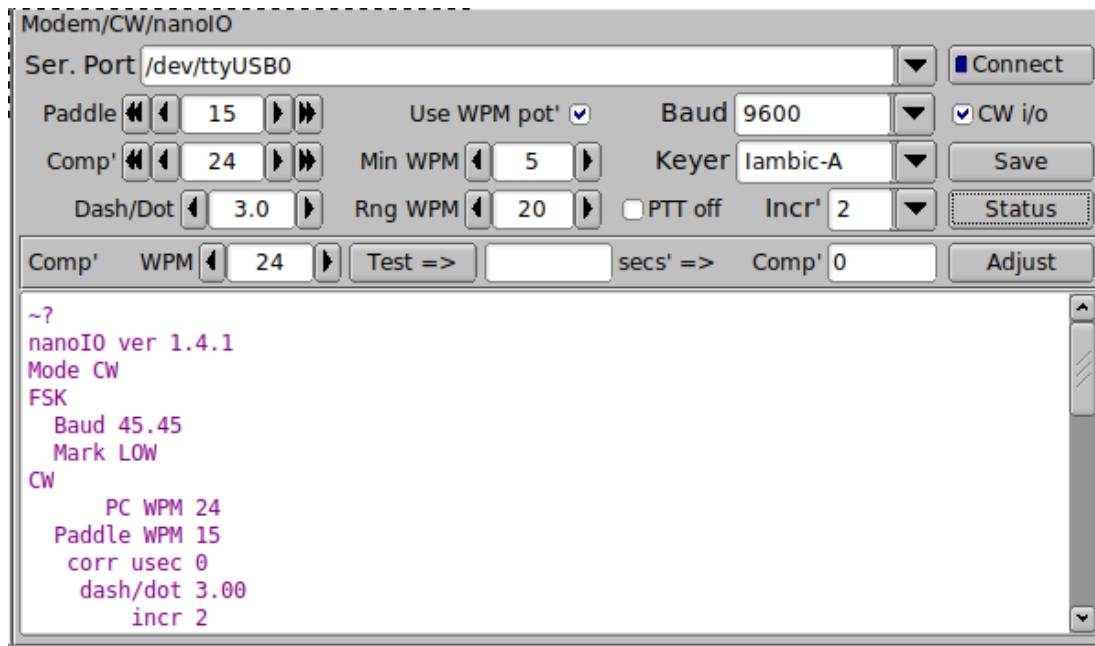 Modem/CW/nanoIO
Ser. Port /dev/ttyUSB0 Connect
Paddle 15 Use WPM pot' Baud 9600 CW i/o
Comp' 24 Min WPM 5 Keyer Iambic-A Save
Dash/Dot 3.0 Rng WPM 20 PTT off Incr' 2 Status
Comp' WPM 24 Test => secs' => Comp' 0 Adjust
~?
nanoIO ver 1.4.1
Mode CW
FSK
Baud 45.45
Mark LOW
CW
PC WPM 24
Paddle WPM 15
corr usec 0
dash/dot 3.00
incr 2